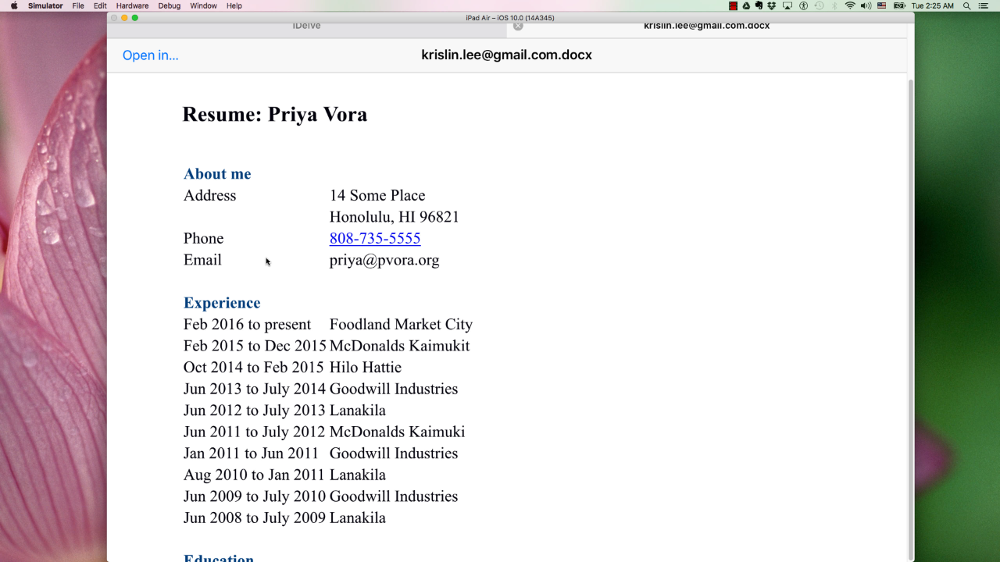 Simulator File Edit Hardware Debug Window Help Tue 2:25 AM
iPad Air – iOS 10.0 (14A345)
iDelve krislin.lee@gmail.com.docx
Open in... krislin.lee@gmail.com.docx
Resume: Priya Vora
About me
Address 14 Some Place
Honolulu, HI 96821
Phone 808-735-5555
Email priya@pvora.org
Experience
Feb 2016 to present Foodland Market City
Feb 2015 to Dec 2015 McDonalds Kaimukit
Oct 2014 to Feb 2015 Hilo Hattie
Jun 2013 to July 2014 Goodwill Industries
Jun 2012 to July 2013 Lanakila
Jun 2011 to July 2012 McDonalds Kaimuki
Jan 2011 to Jun 2011 Goodwill Industries
Aug 2010 to Jan 2011 Lanakila
Jun 2009 to July 2010 Goodwill Industries
Jun 2008 to July 2009 Lanakila
Education